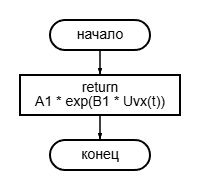 начало
return
A1 * exp(B1 * Uvx(t))
конец